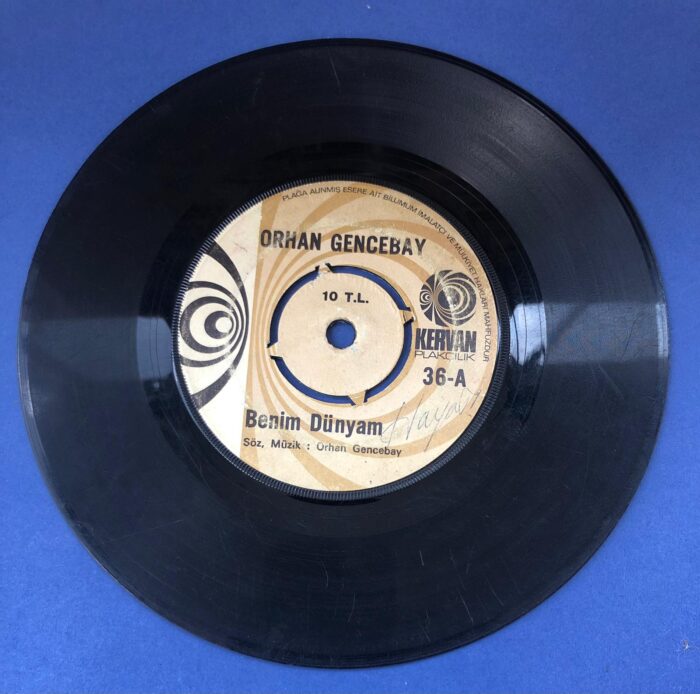 PLAĞA ALINMIŞ ESERE AİT BİLUMUM İMALATÇI VE MÜLKİYET HAKLARI MAHFUZDUR
ORHAN GENCEBAY
10 T.L.
KERVAN
PLAKÇILIK
36-A
Benim Dünyam
Söz, Müzik : Orhan Gencebay